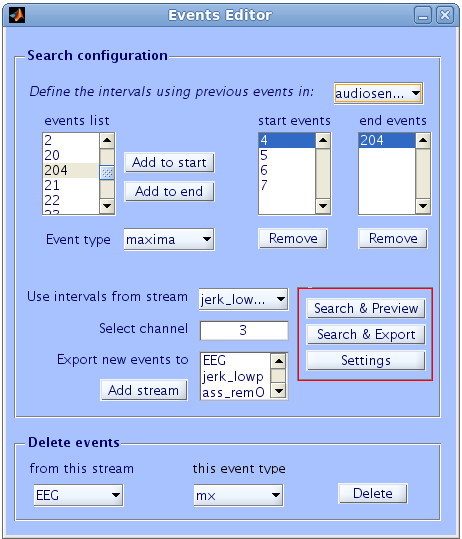 Events Editor
Search configuration
Define the intervals using previous events in: audiosen...
events list start events end events
2 4 204
20 5
204 Add to start 6
21 7
22 Add to end
Event type maxima Remove Remove
Use intervals from stream jerk_low... Search & Preview
Select channel 3 Search & Export
Export new events to EEG Settings
jerk_lowp
Add stream ass_remO
Delete events
from this stream this event type
EEG mx Delete